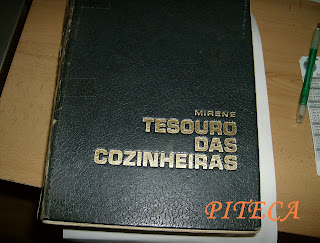 MIRENE
TESOURO
DAS
COZINHEIRAS
PITECA